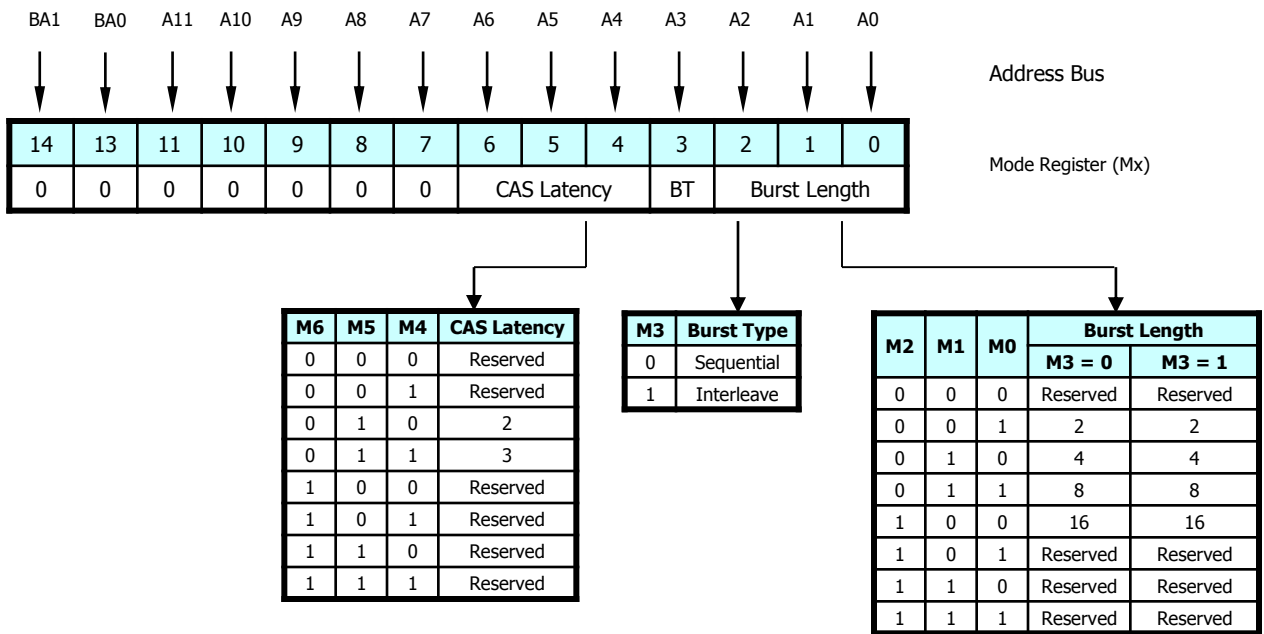 BA1 BA0 A11 A10 A9 A8 A7 A6 A5 A4 A3 A2 A1 A0
Address Bus
14 13 11 10 9 8 7 6 5 4 3 2 1 0
Mode Register (Mx)
0 0 0 0 0 0 0 CAS Latency BT Burst Length
M6 M5 M4 CAS Latency
0 0 0 Reserved
0 0 1 Reserved
0 1 0 2
0 1 1 3
1 0 0 Reserved
1 0 1 Reserved
1 1 0 Reserved
1 1 1 Reserved
M3 Burst Type
0 Sequential
1 Interleave
M2 M1 M0 Burst Length
M3 = 0 M3 = 1
0 0 0 Reserved Reserved
0 0 1 2 2
0 1 0 4 4
0 1 1 8 8
1 0 0 16 16
1 0 1 Reserved Reserved
1 1 0 Reserved Reserved
1 1 1 Reserved Reserved